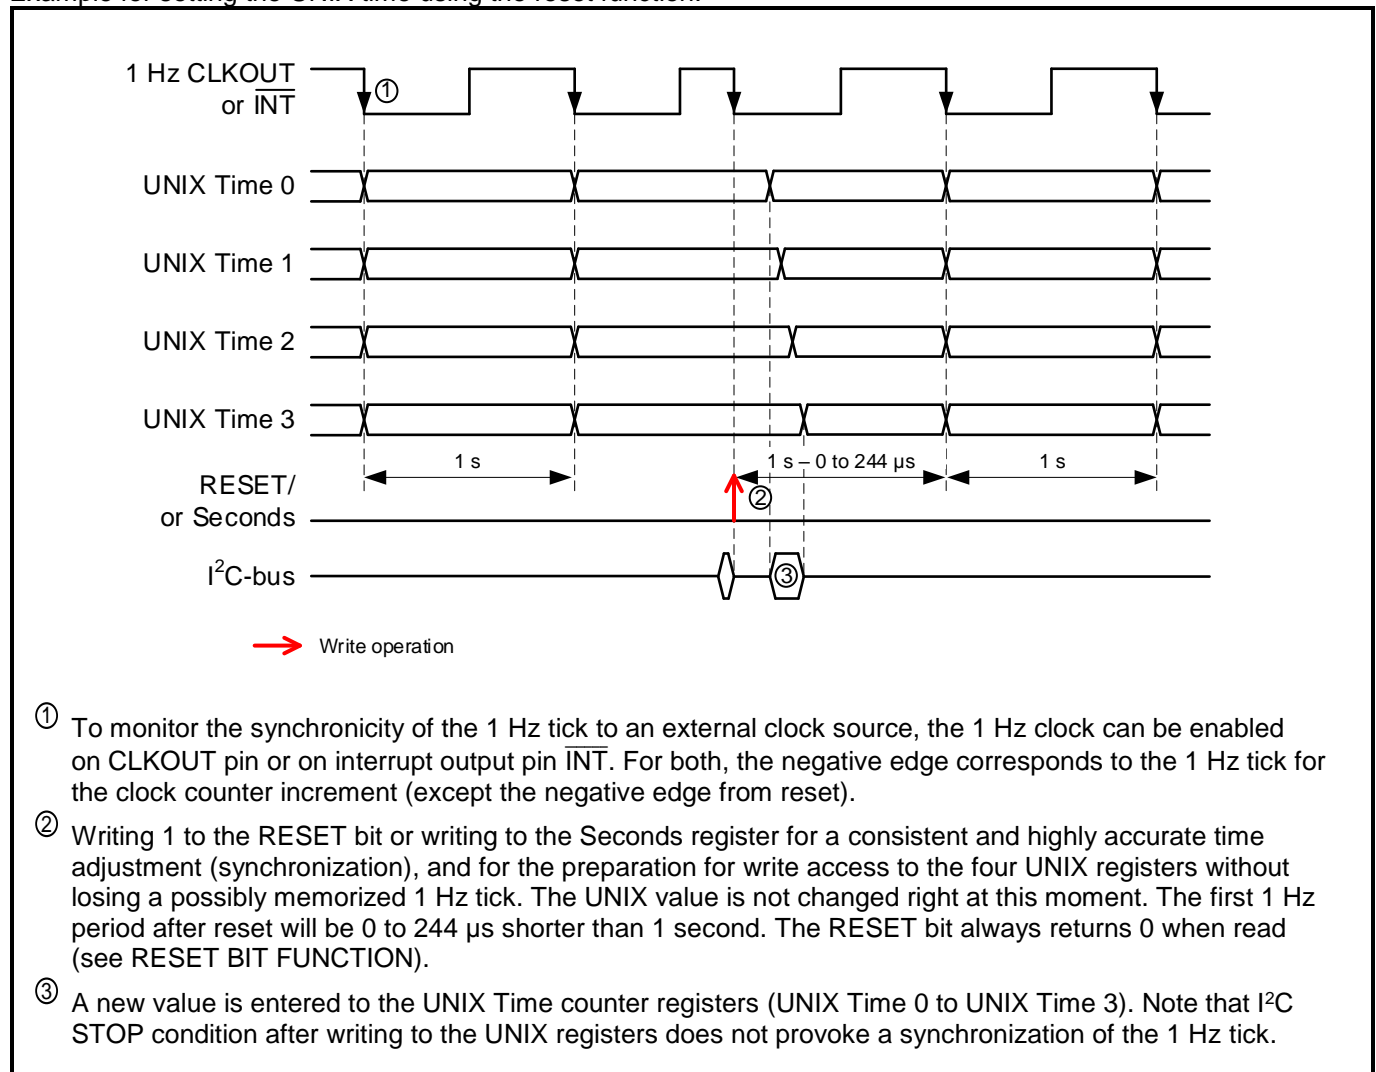 Example for setting the UNIX time using the reset function:
1 Hz CLKOUT
or INT
①
UNIX Time 0
UNIX Time 1
UNIX Time 2
UNIX Time 3
1 s
1 s – 0 to 244 µs
1 s
RESET/
or Seconds
②
I²C-bus
③
Write operation
① To monitor the synchronicity of the 1 Hz tick to an external clock source, the 1 Hz clock can be enabled
on CLKOUT pin or on interrupt output pin INT. For both, the negative edge corresponds to the 1 Hz tick for
the clock counter increment (except the negative edge from reset).
② Writing 1 to the RESET bit or writing to the Seconds register for a consistent and highly accurate time
adjustment (synchronization), and for the preparation for write access to the four UNIX registers without
losing a possibly memorized 1 Hz tick. The UNIX value is not changed right at this moment. The first 1 Hz
period after reset will be 0 to 244 µs shorter than 1 second. The RESET bit always returns 0 when read
(see RESET BIT FUNCTION).
③ A new value is entered to the UNIX Time counter registers (UNIX Time 0 to UNIX Time 3). Note that I²C
STOP condition after writing to the UNIX registers does not provoke a synchronization of the 1 Hz tick.